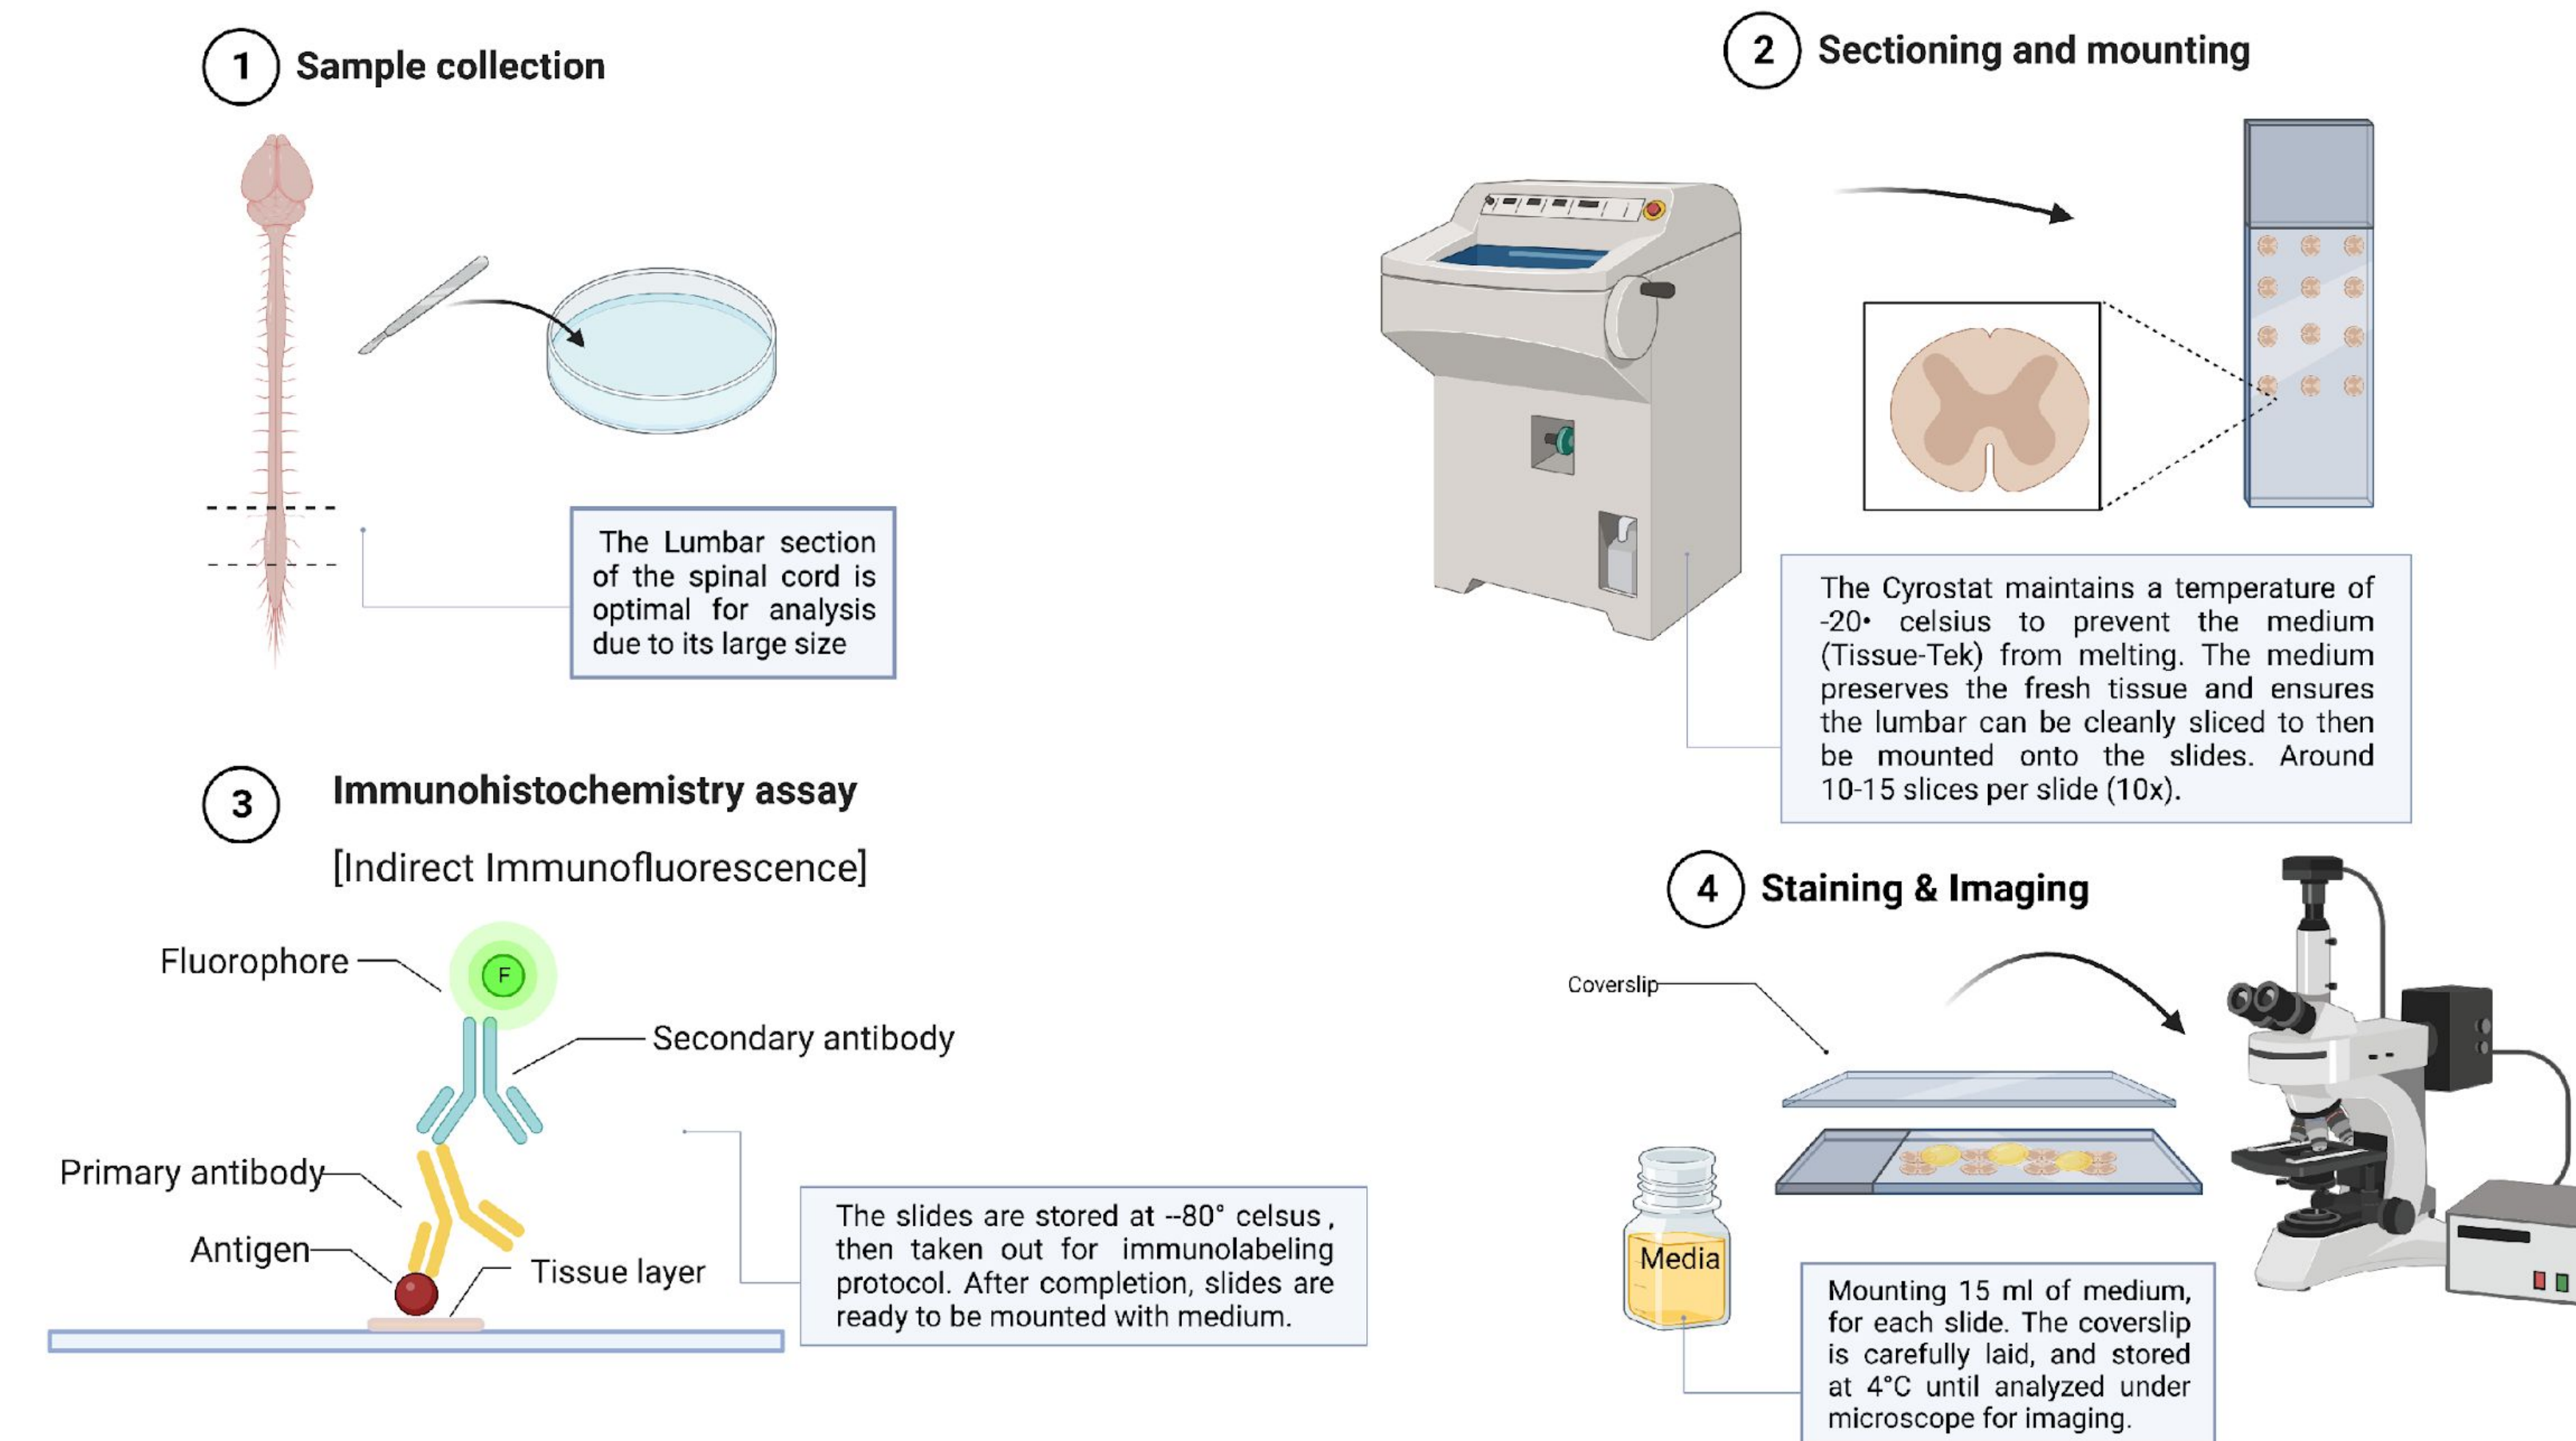 1 Sample collection
The Lumbar section
of the spinal cord is
optimal for analysis
due to its large size
2 Sectioning and mounting
The Cyrostat maintains a temperature of
-20• celsius to prevent the medium
(Tissue-Tek) from melting. The medium
preserves the fresh tissue and ensures
the lumbar can be cleanly sliced to then
be mounted onto the slides. Around
10-15 slices per slide (10x).
3 Immunohistochemistry assay
[Indirect Immunofluorescence]
Fluorophore
F
Secondary antibody
Primary antibody
Antigen
Tissue layer
The slides are stored at --80° celsus ,
then taken out for immunolabeling
protocol. After completion, slides are
ready to be mounted with medium.
4 Staining & Imaging
Coverslip
Media
Mounting 15 ml of medium,
for each slide. The coverslip
is carefully laid, and stored
at 4°C until analyzed under
microscope for imaging.